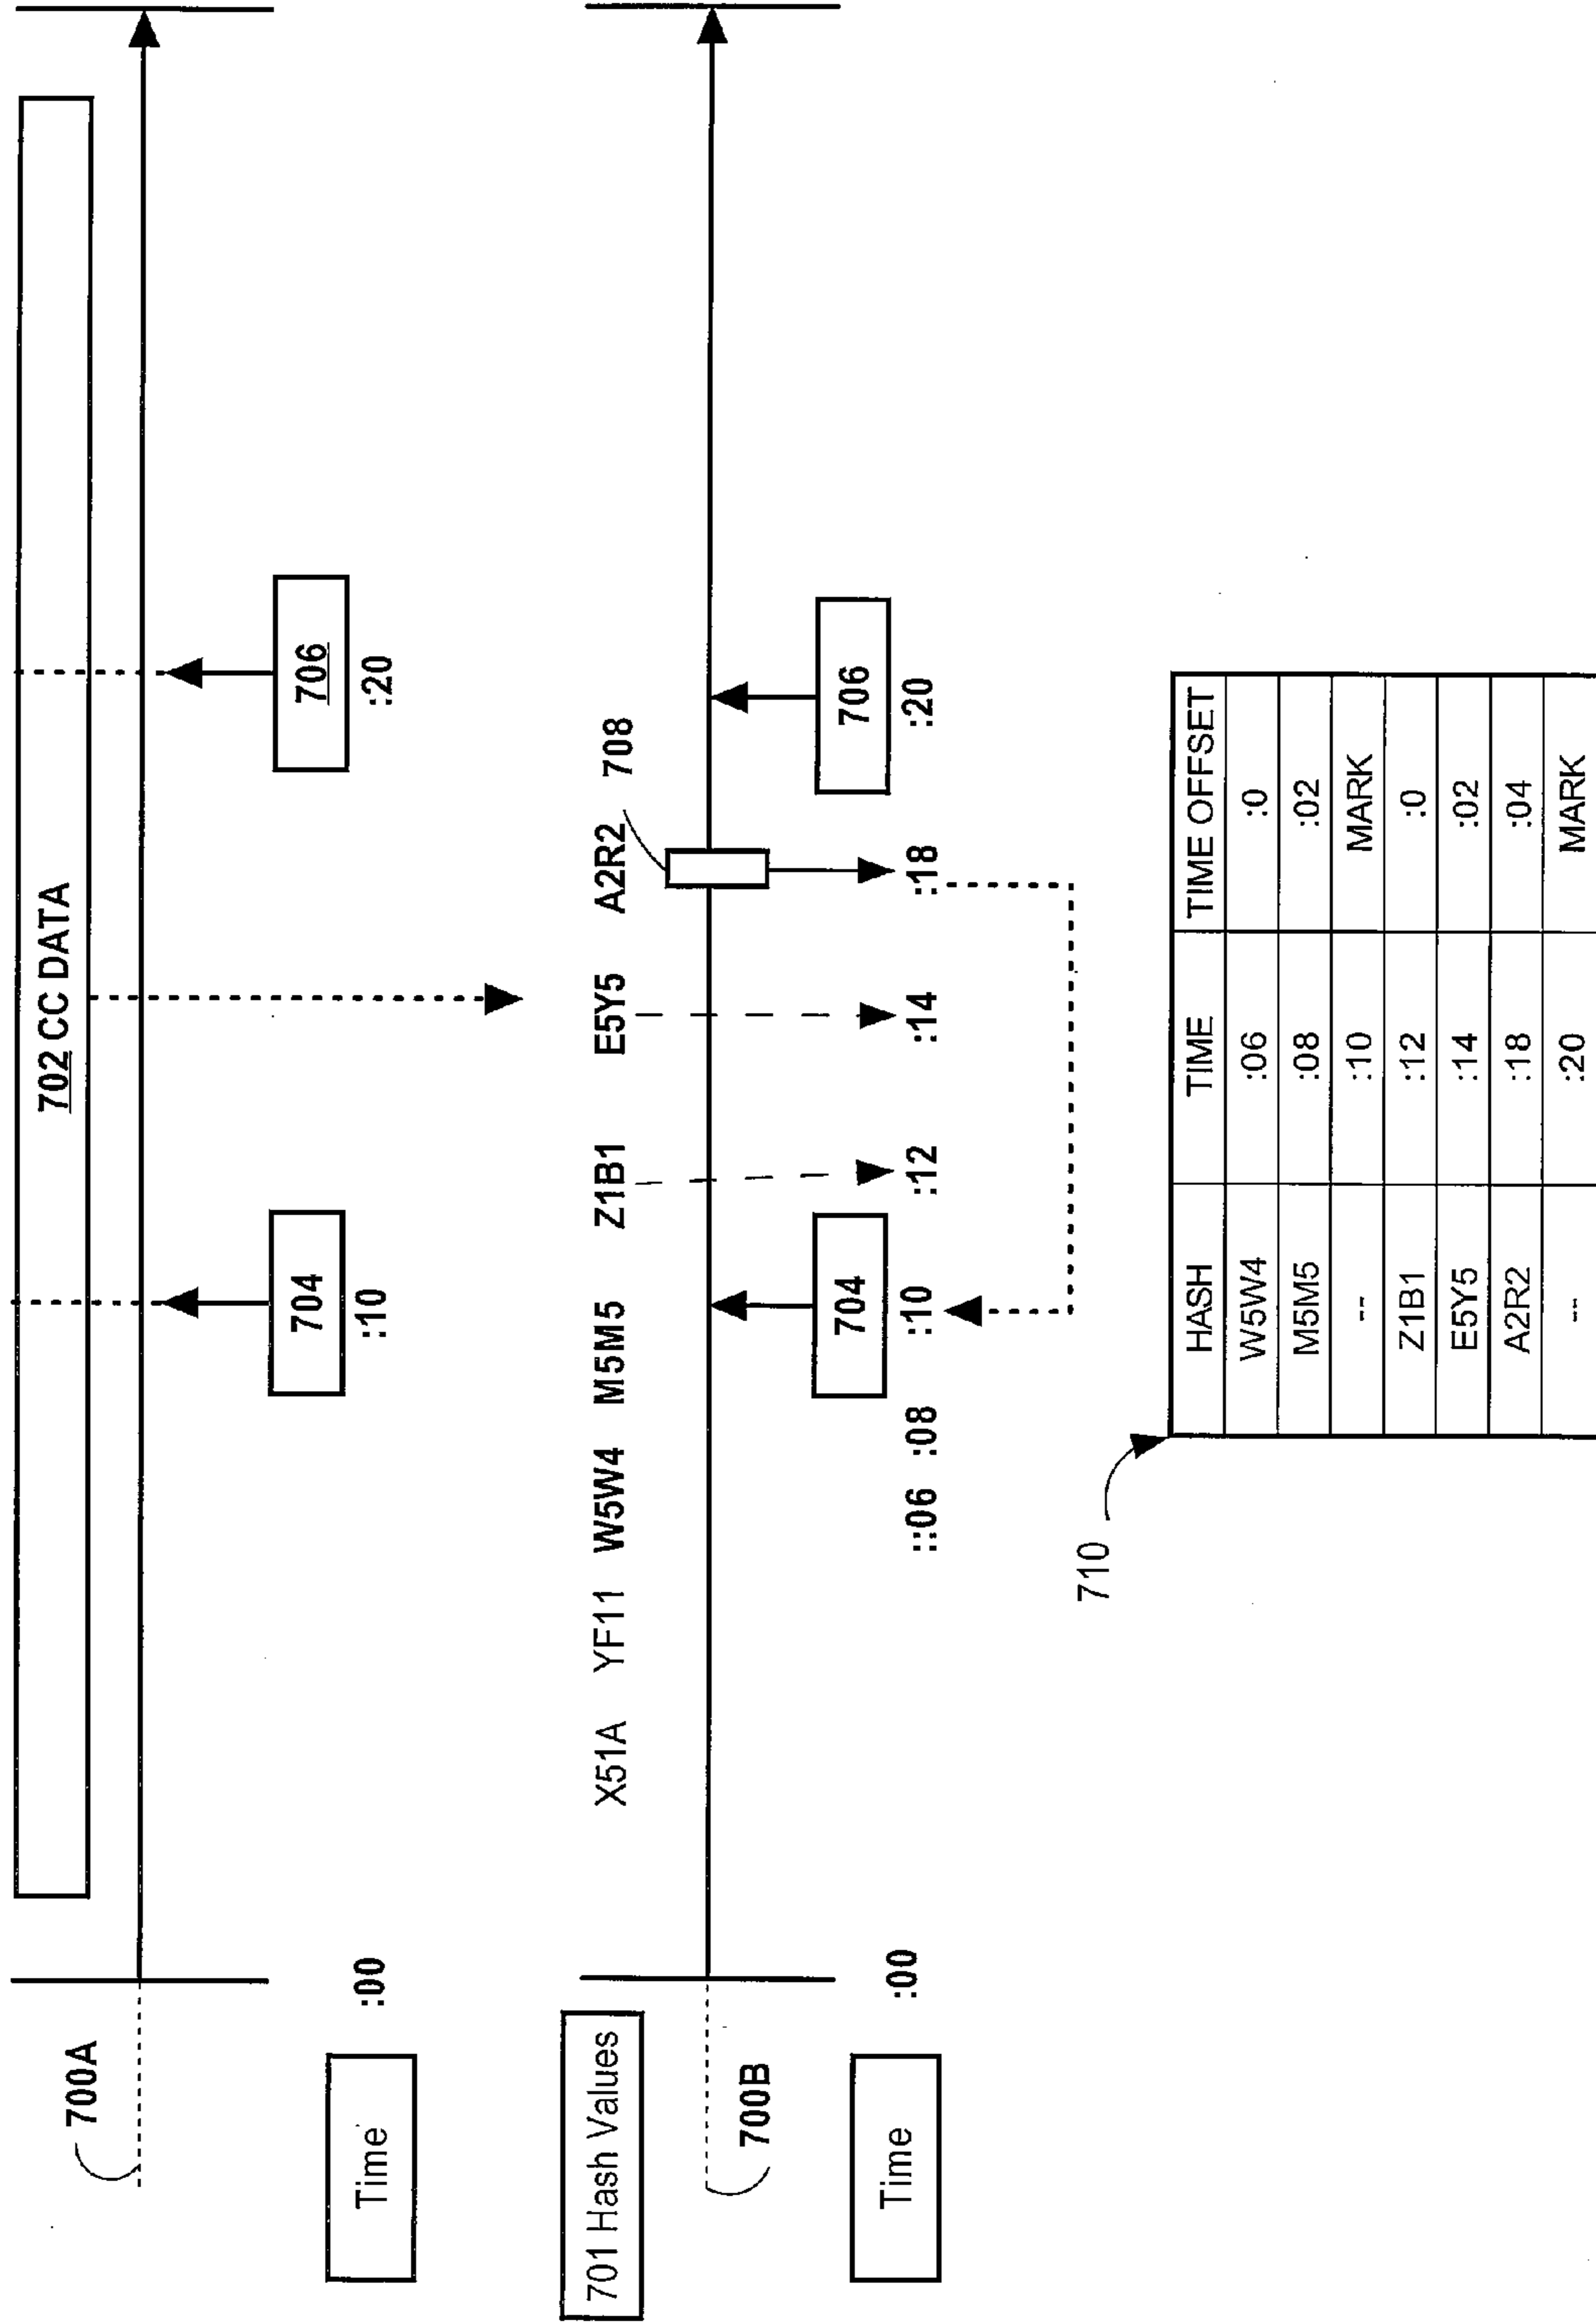 702 CC DATA
700A
704
706
Time
:00
:10
:20
701 Hash Values
X51A YF11 W5W4 M5M5 Z1B1 E5Y5 A2R2
708
700B
704
706
Time
:00
::06 :08 :10 :12 :14 :18 :20
710
HASH TIME TIME OFFSET
W5W4 :06 :0
M5M5 :08 :02
-- :10 MARK
Z1B1 :12 :0
E5Y5 :14 :02
A2R2 :18 :04
-- :20 MARK